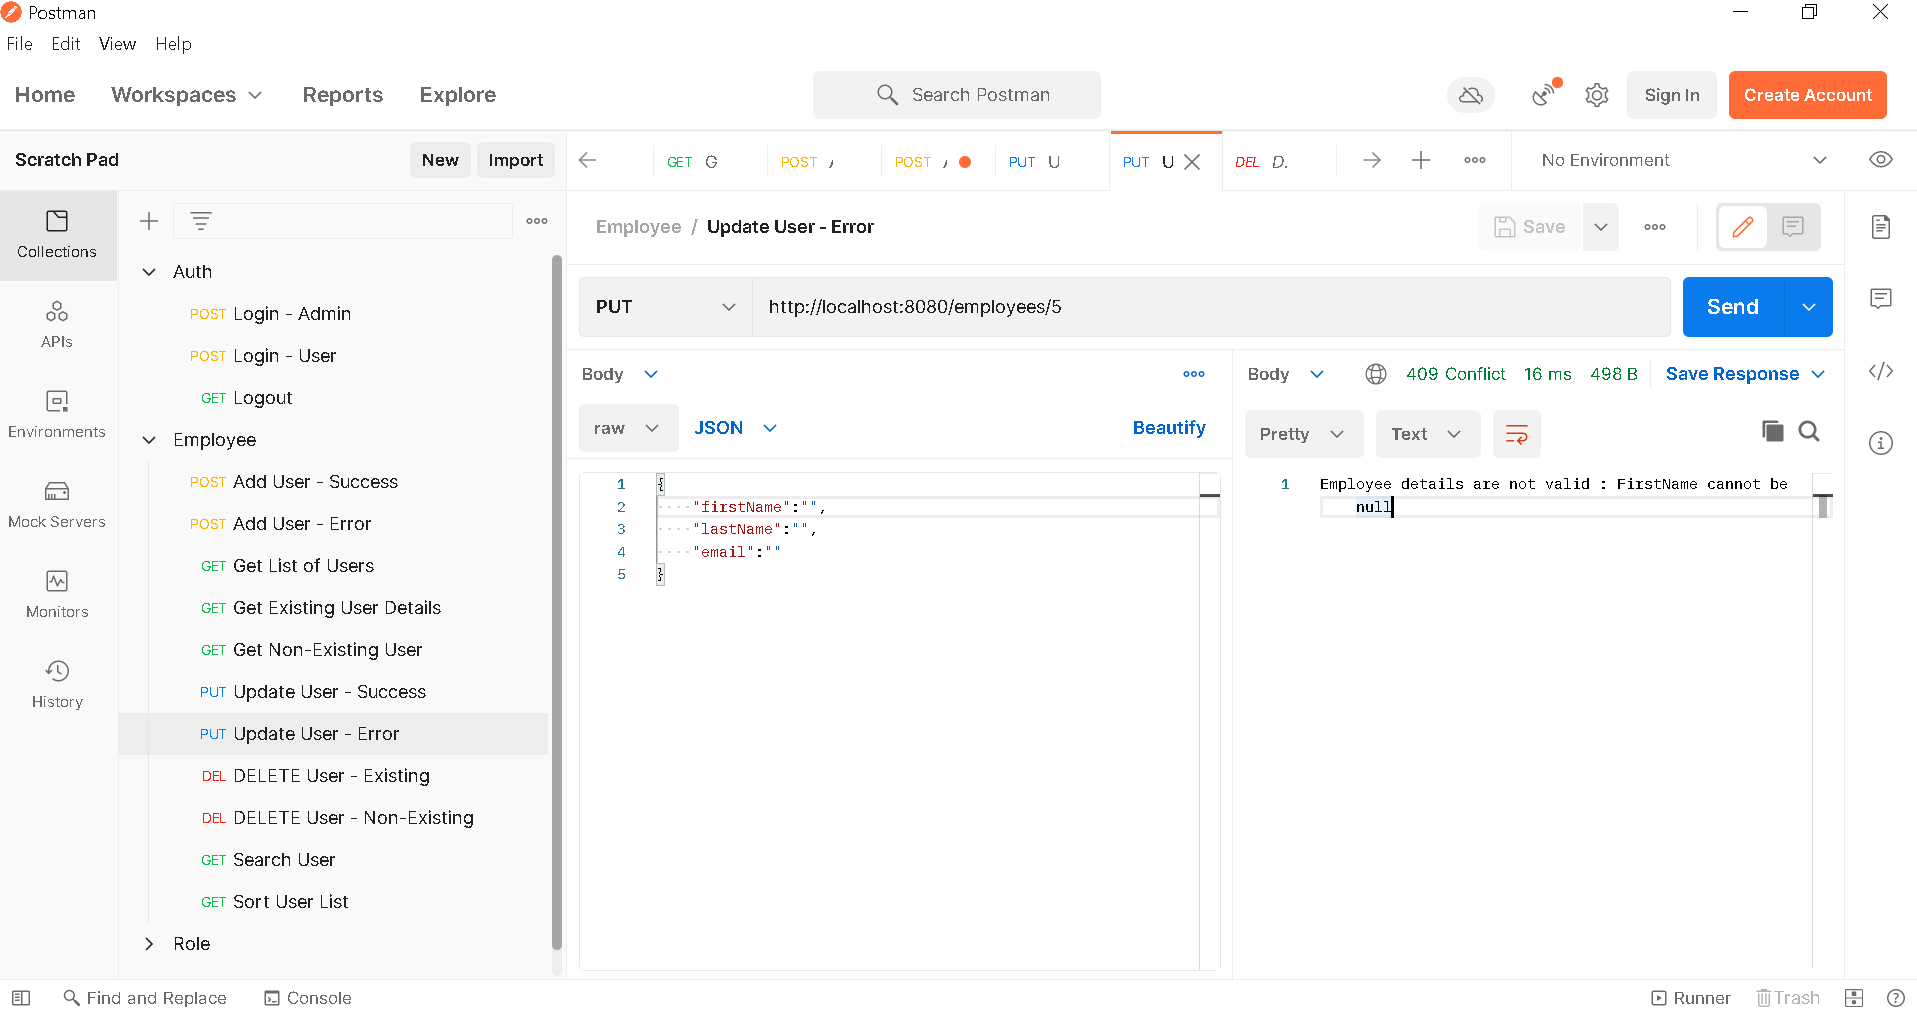 Postman
File Edit View Help
Home Workspaces Reports Explore
Search Postman
Sign In
Create Account
Scratch Pad
New
Import
GET G
POST
POST
PUT U
PUT U
DEL D.
No Environment
Collections
APIs
Environments
Mock Servers
Monitors
History
Auth
POST Login - Admin
POST Login - User
GET Logout
Employee
POST Add User - Success
POST Add User - Error
GET Get List of Users
GET Get Existing User Details
GET Get Non-Existing User
PUT Update User - Success
PUT Update User - Error
DEL DELETE User - Existing
DEL DELETE User - Non-Existing
GET Search User
GET Sort User List
Role
Employee / Update User - Error
Save
PUT
http://localhost:8080/employees/5
Send
Body
raw
JSON
Beautify
1 {
2 "firstName":"",
3 "lastName":"",
4 "email":""
5 }
Body
409 Conflict 16 ms 498 B
Save Response
Pretty
Text
1 Employee details are not valid : FirstName cannot be
null
Find and Replace
Console
Runner
Trash